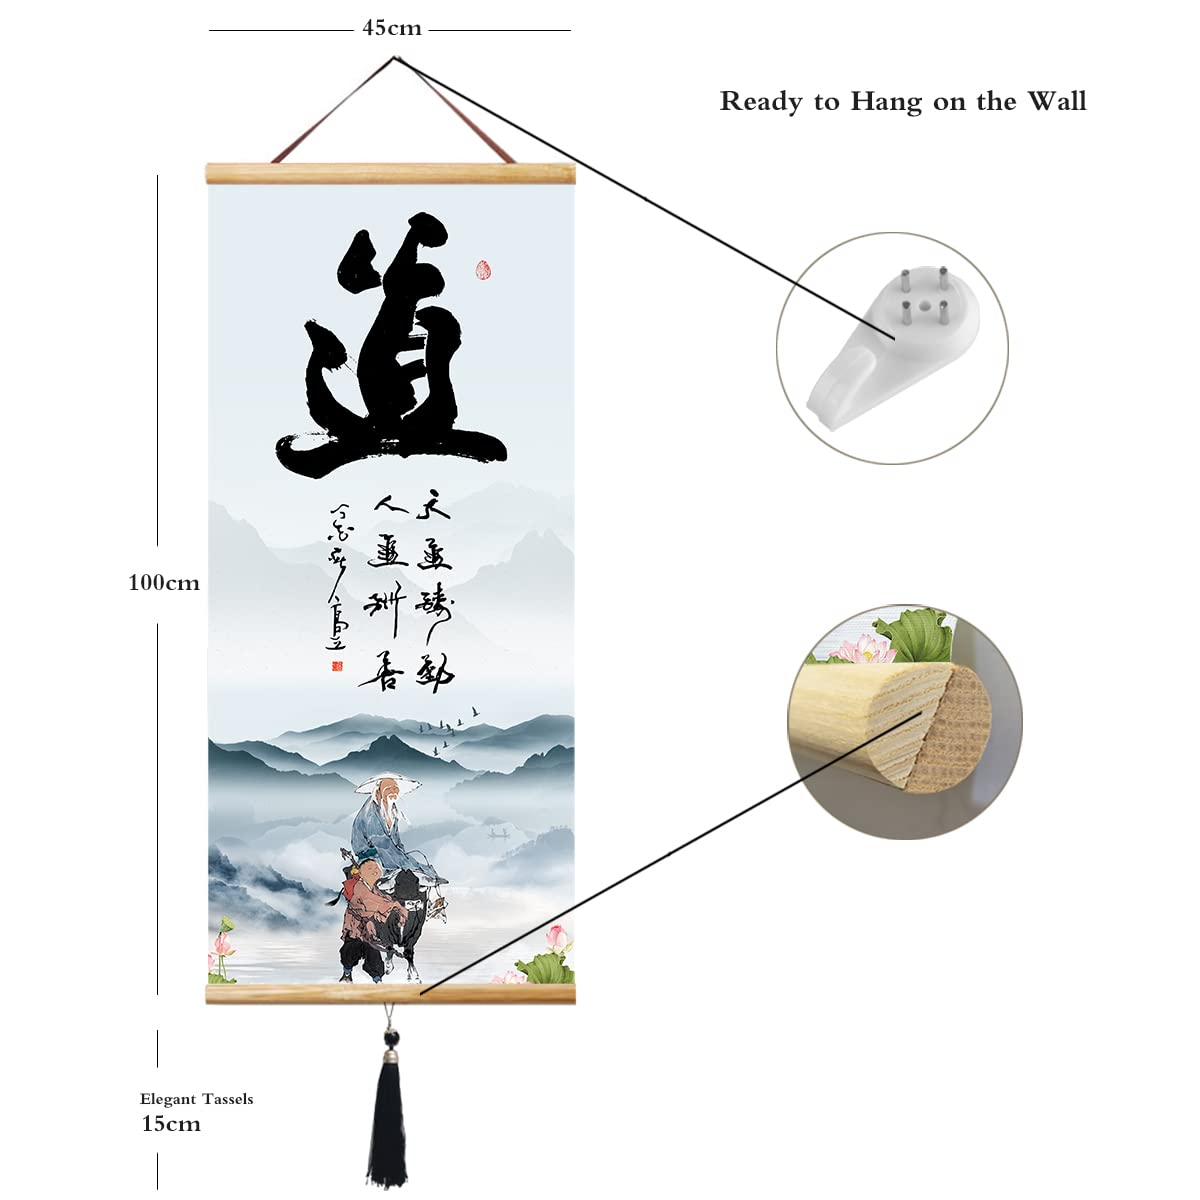 45cm
Ready to Hang on the Wall
道
天道酬勤
人道酬善
100cm
Elegant Tassels
15cm